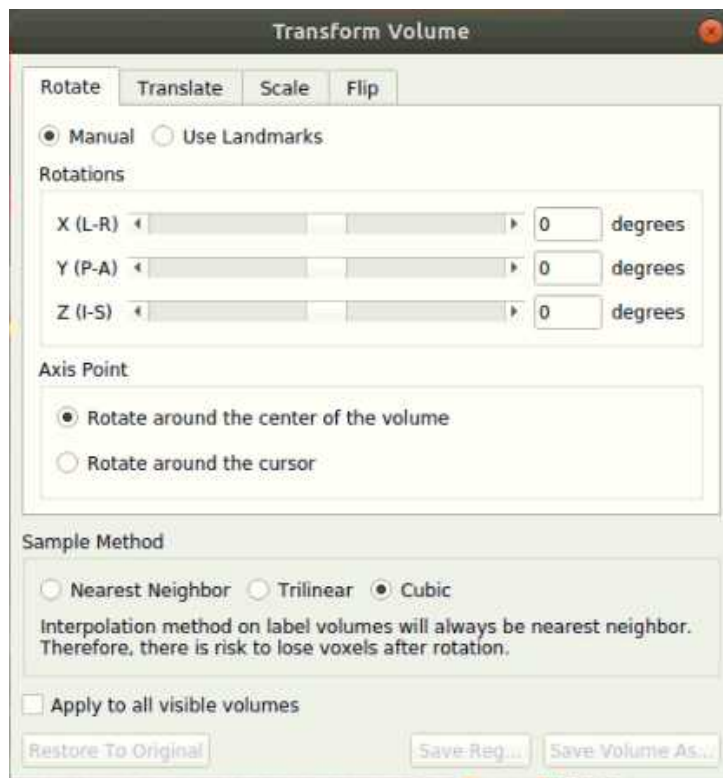 Transform Volume
Rotate Translate Scale Flip
Manual Use Landmarks
Rotations
X (L-R) 0 degrees
Y (P-A) 0 degrees
Z (I-S) 0 degrees
Axis Point
Rotate around the center of the volume
Rotate around the cursor
Sample Method
Nearest Neighbor Trilinear Cubic
Interpolation method on label volumes will always be nearest neighbor.
Therefore, there is risk to lose voxels after rotation.
Apply to all visible volumes
Restore To Original Save Reg... Save Volume As...